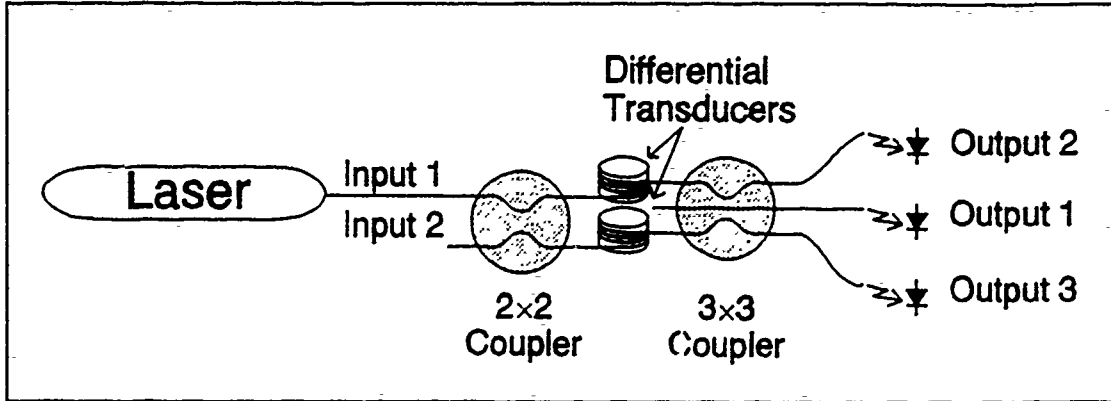 Differential
Transducers
Laser
Input 1
Input 2
Output 2
Output 1
Output 3
2×2
Coupler
3×3
Coupler